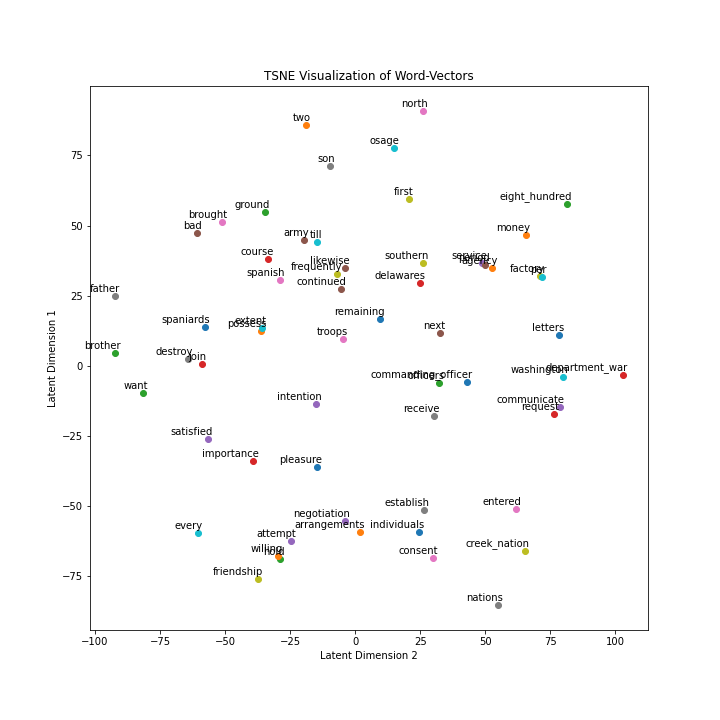 TSNE Visualization of Word-Vectors
north
two
osage
son
first
eight_hundred
ground
brought
money
bad
army
till
course
southern
service
agency
likewise
frequently
factory
per
spanish
delawares
continued
father
remaining
spaniards
extent
possess
troops
next
letters
brother
destroy
join
washington
department_war
commanding_officer
officers
want
intention
communicate
request
receive
satisfied
importance
pleasure
establish
entered
negotiation
arrangements
individuals
every
attempt
willing
hold
consent
creek_nation
friendship
nations
75
50
25
0
−25
−50
−75
Latent Dimension 1
−100
−75
−50
−25
0
25
50
75
100
Latent Dimension 2